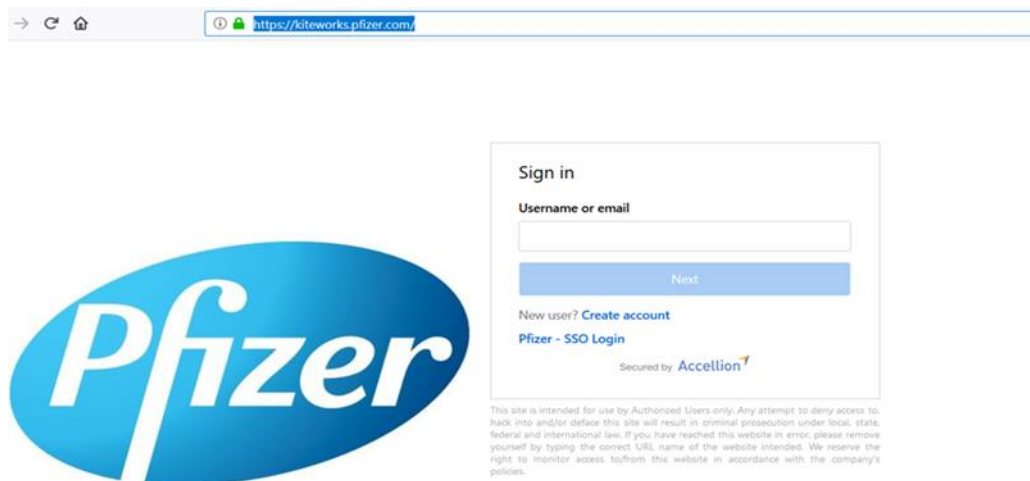 https://kiteworks.pfizer.com/
Sign in
Username or email
Next
New user? Create account
Pfizer - SSO Login
Secured by Accellion
Pfizer
This site is intended for use by Authorized Users only. Any attempt to deny access to,
hack into and/or deface this site will result in criminal prosecution under local, state,
federal and international law. If you have reached this website in error, please remove
yourself by typing the correct URL name of the website intended. We reserve the
right to monitor access to/from this website in accordance with the company's
policies.